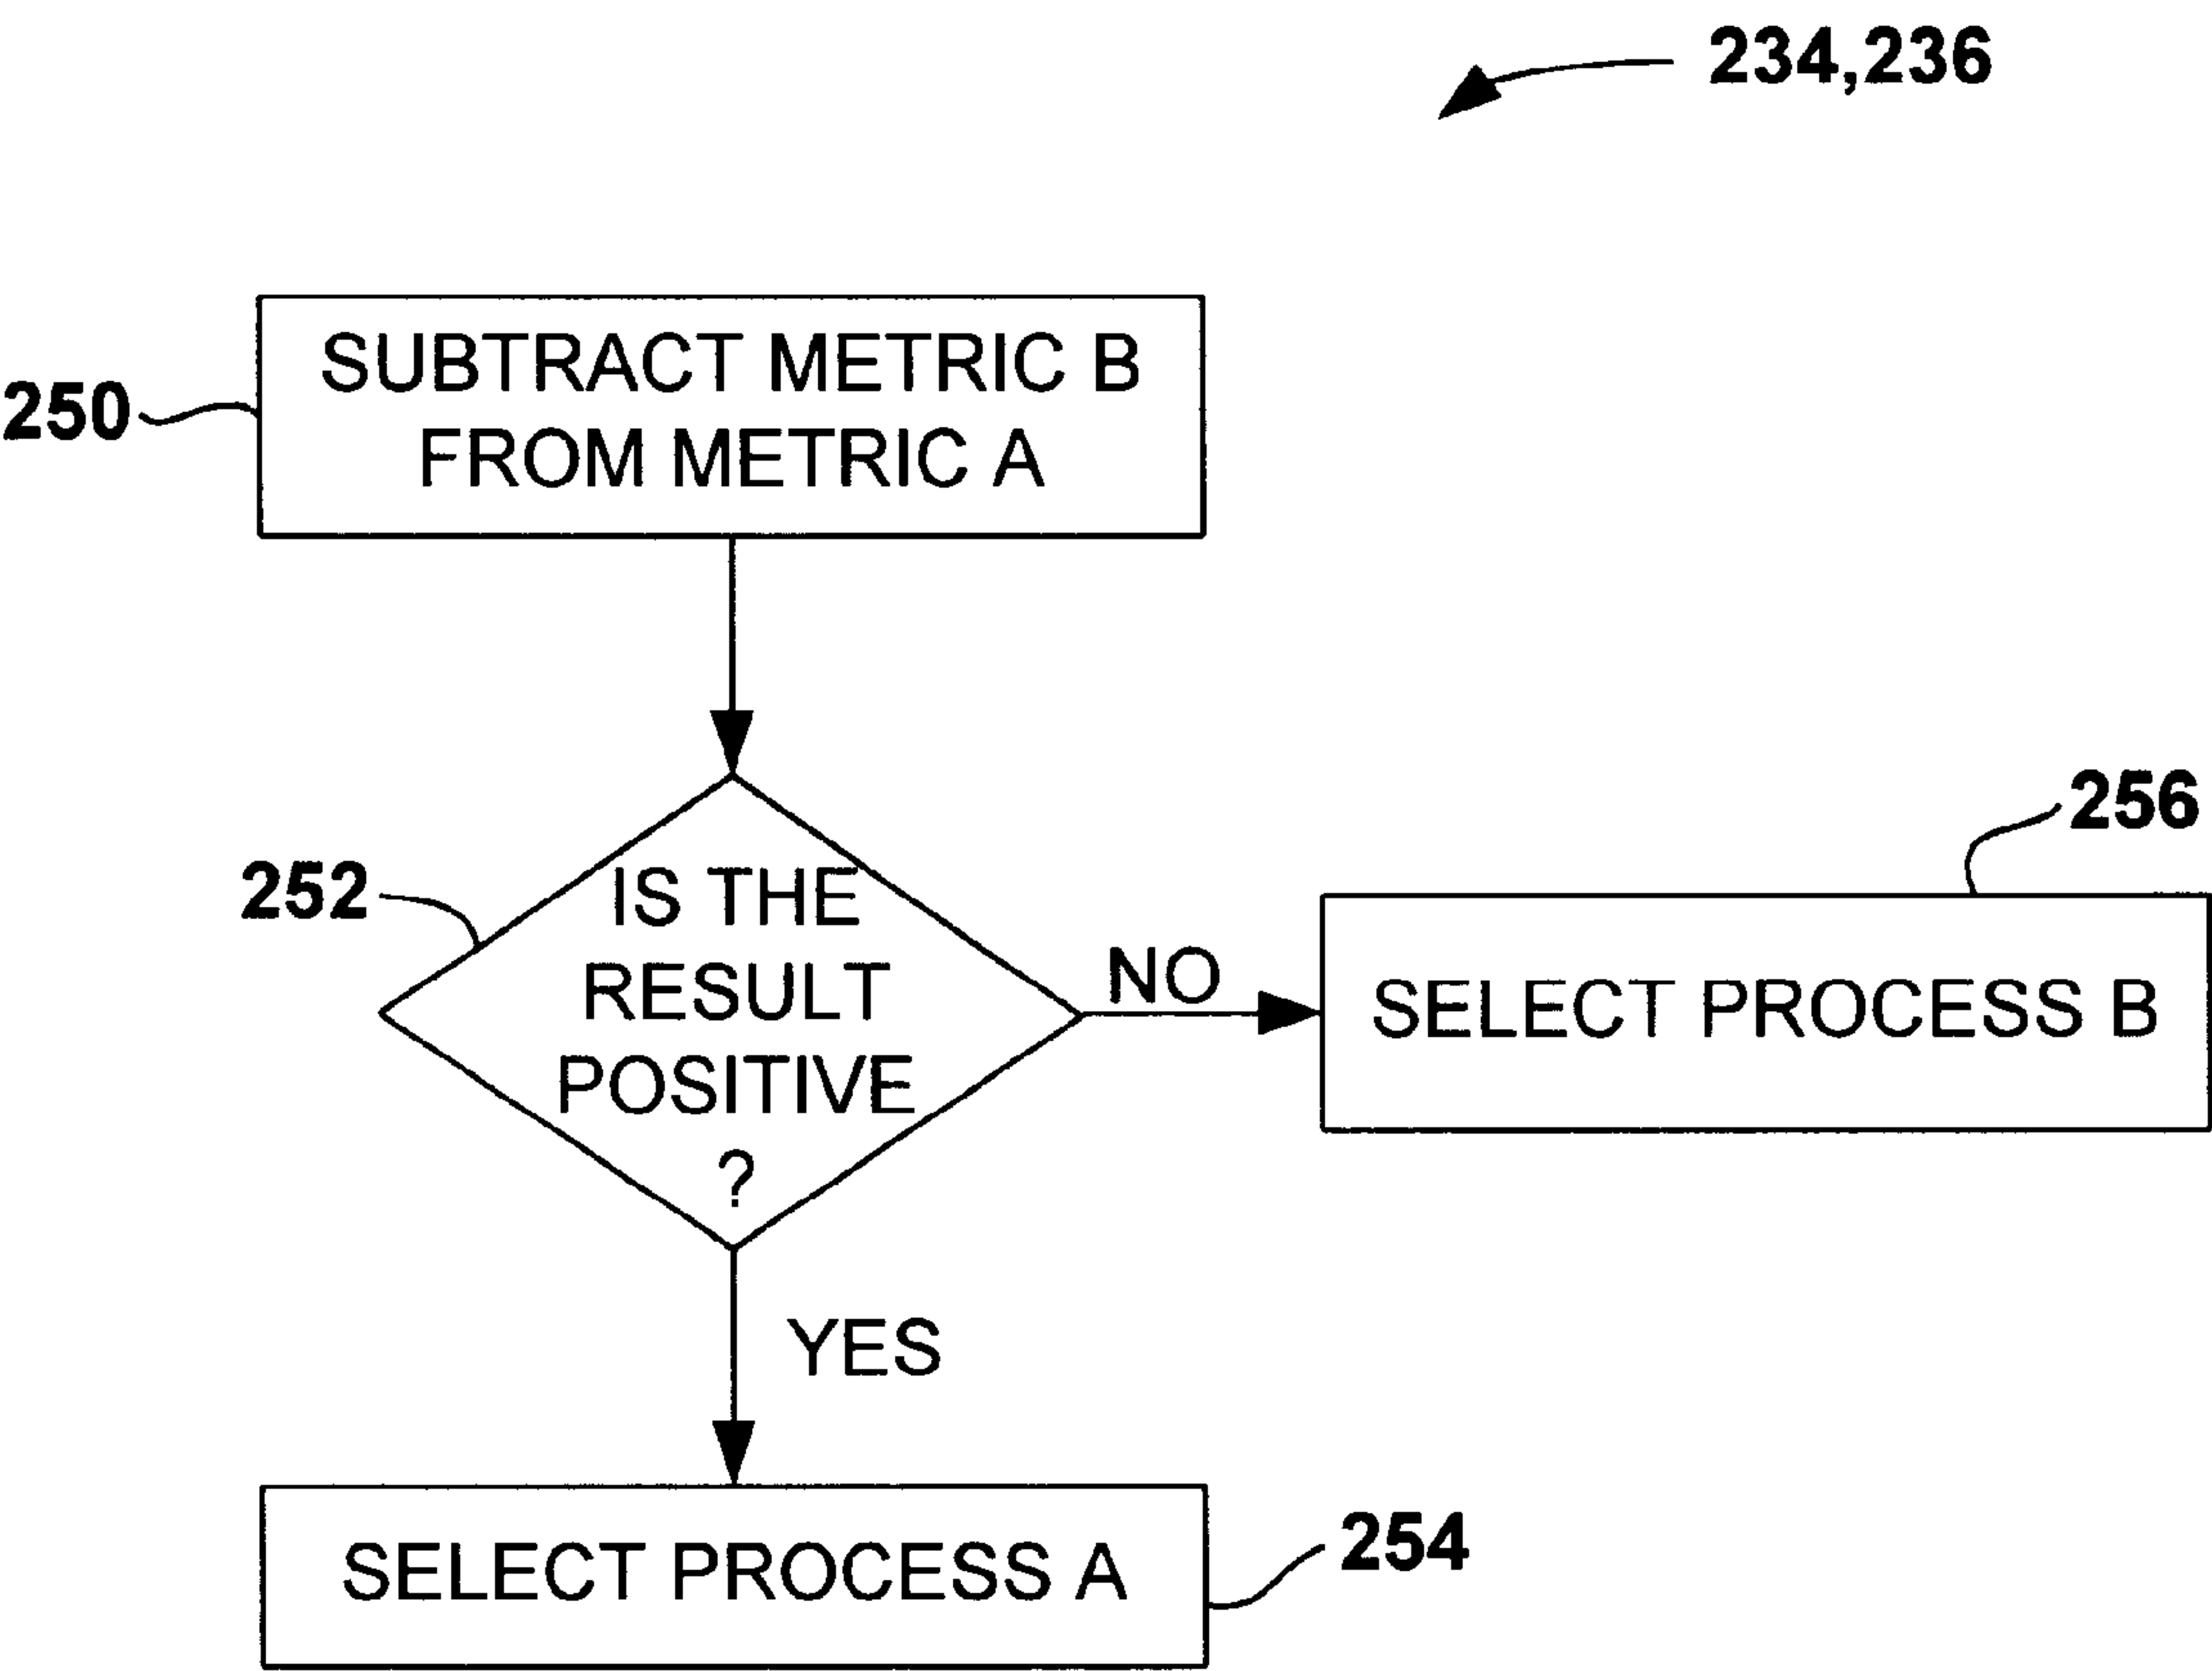 234,236
SUBTRACT METRIC B
FROM METRIC A
250
252
IS THE
RESULT
POSITIVE
?
NO
256
SELECT PROCESS B
YES
SELECT PROCESS A
254